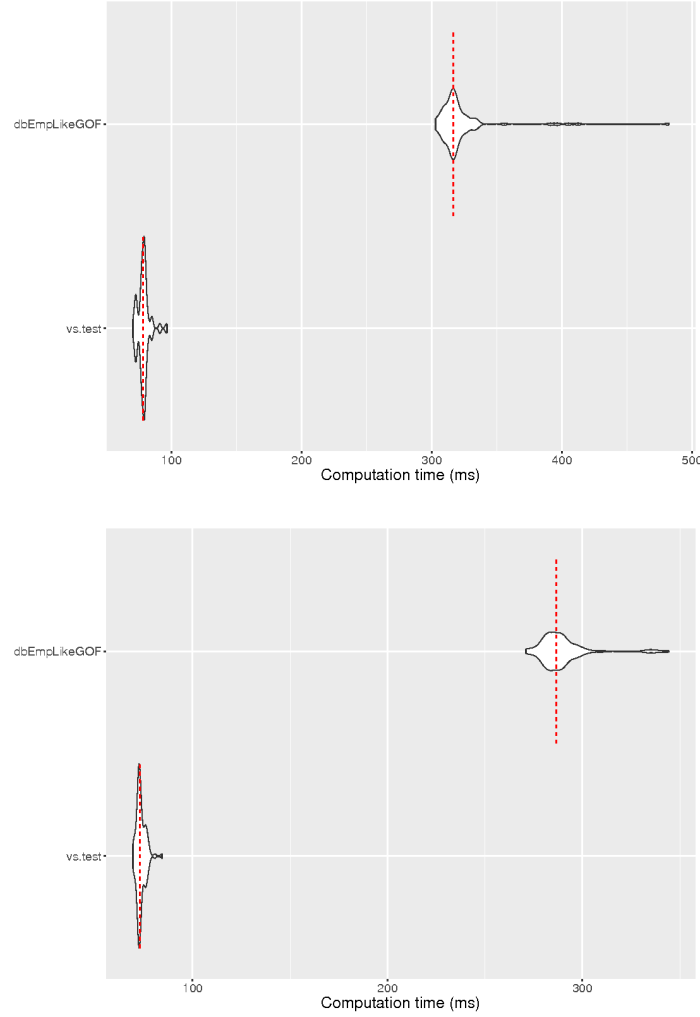 dbEmpLikeGOF
vs.test
100 200 300 400 500
Computation time (ms)
dbEmpLikeGOF
vs.test
100 200 300
Computation time (ms)